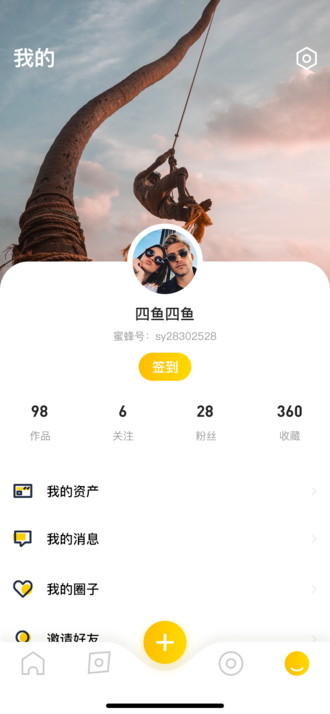 我的
四鱼四鱼
蜜蜂号：sy28302528
签到
98 6 28 360
作品 关注 粉丝 收藏
我的资产
我的消息
我的圈子
邀请好友